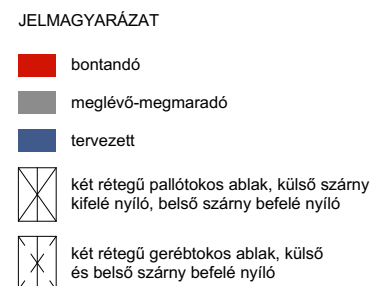 JELMAGYARÁZAT
bontandó
meglévő-megmaradó
tervezett
két rétegű pallótokos ablak, külső szárny
kifelé nyíló, belső szárny befelé nyíló
két rétegű gerébtokos ablak, külső
és belső szárny befelé nyíló